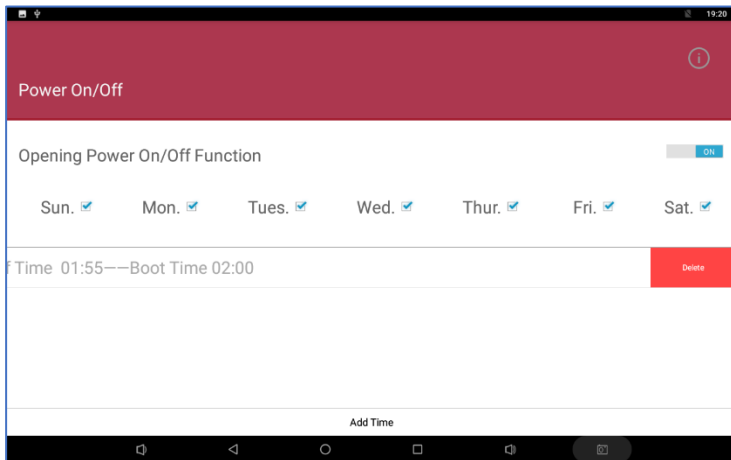 19:20
Power On/Off
Opening Power On/Off Function
ON
Sun. Mon. Tues. Wed. Thur. Fri. Sat.
f Time 01:55——Boot Time 02:00
Delete
Add Time